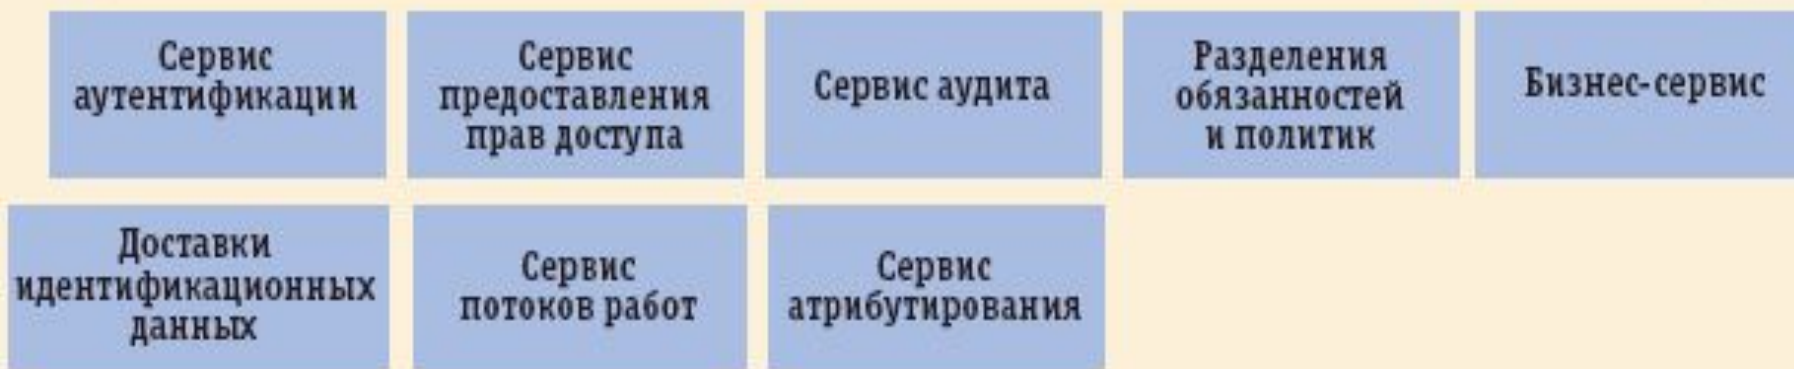 Сервис
аутентификации
Сервис
предоставления
прав доступа
Сервис аудита
Разделения
обязанностей
и политик
Бизнес-сервис
Доставки
идентификационных
данных
Сервис
потоков работ
Сервис
атрибутирования